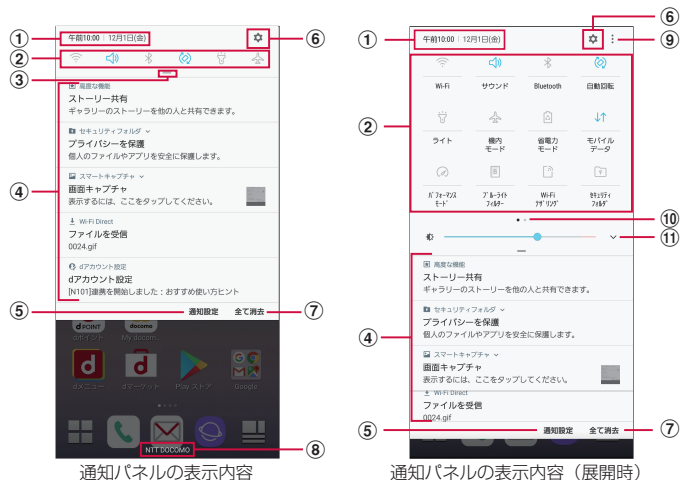 ① 午前10:00 | 12月1日(金) ⑥
②
③
高度な機能
ストーリー共有
ギャラリーのストーリーを他の人と共有できます。
セキュリティフォルダ
プライバシーを保護
個人のファイルやアプリを安全に保護します。
④
スマートキャプチャ
画面キャプチャ
表示するには、ここをタップしてください。
Wi-Fi Direct
ファイルを受信
0024.gif
dアカウント設定
dアカウント設定
[N101]連携を開始しました:おすすめ使い方ヒント
⑤ 通知設定 全て消去 ⑦
d POINT
docomo
dポイント My docom...
d d
dメニュー dマーケット Play ストア Google
NTT DOCOMO ⑧
通知パネルの表示内容
⑥
① 午前10:00 | 12月1日(金) ⑨
②
Wi-Fi サウンド Bluetooth 自動回転
ライト 機内モード 省電力モード モバイルデータ
パフォーマンスモード ブルーライトフィルター Wi-Fiテザリング セキュリティフォルダ
⑩
⑪
高度な機能
ストーリー共有
ギャラリーのストーリーを他の人と共有できます。
セキュリティフォルダ
④ プライバシーを保護
個人のファイルやアプリを安全に保護します。
スマートキャプチャ
画面キャプチャ
表示するには、ここをタップしてください。
Wi-Fi Direct
ファイルを受信
0024.gif
⑤ 通知設定 全て消去 ⑦
通知パネルの表示内容(展開時)